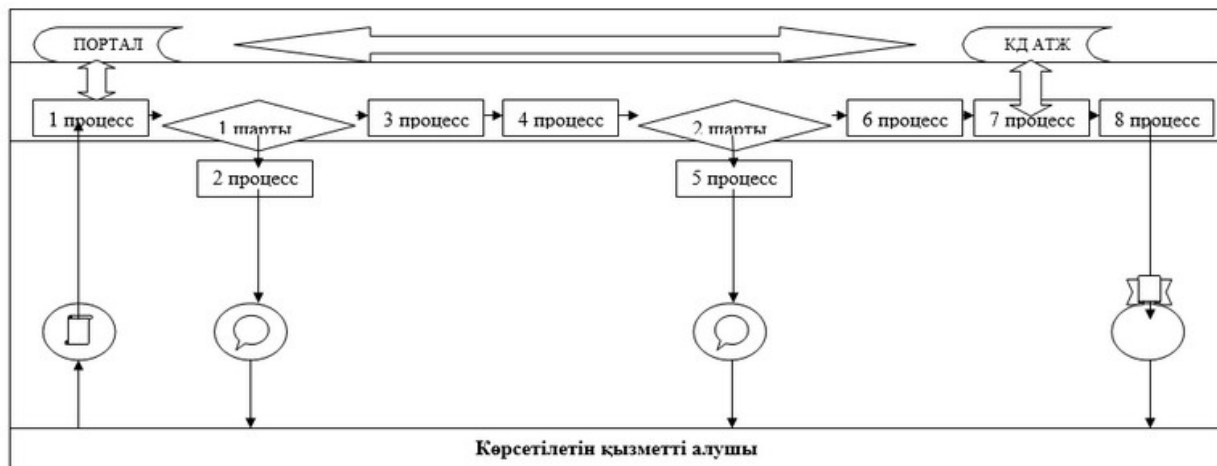 ПОРТАЛ
КД АТЖ
1 процесс
1 шарты
3 процесс
4 процесс
2 шарты
6 процесс
7 процесс
8 процесс
2 процесс
5 процесс
Көрсетілетін қызметті алушы